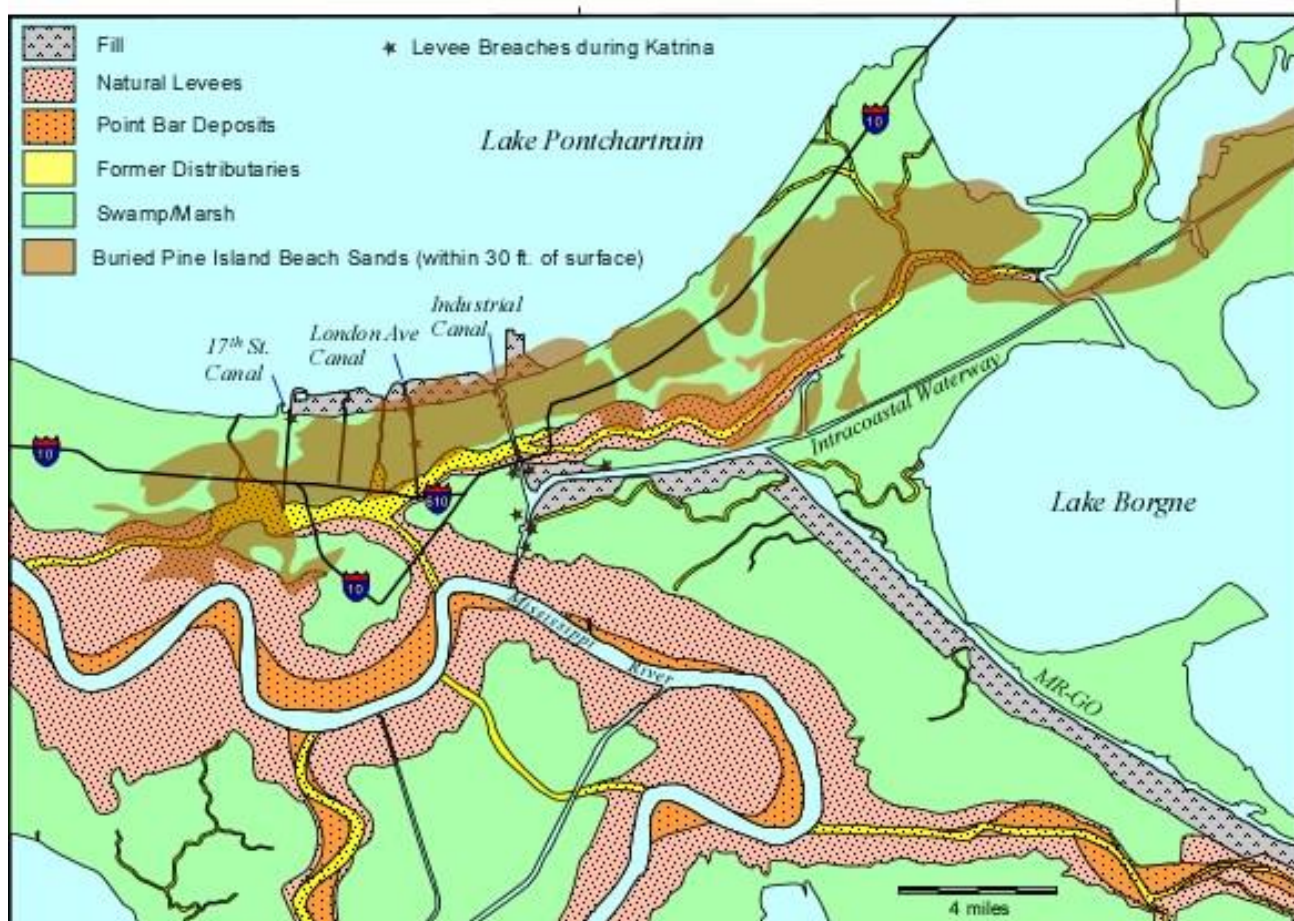 Fill
★ Levee Breaches during Katrina
Natural Levees
Point Bar Deposits
Former Distributaries
Swamp/Marsh
Buried Pine Island Beach Sands (within 30 ft. of surface)
Lake Pontchartrain
10
Industrial
Canal
London Ave
Canal
17th St.
Canal
10
610
10
Intracoastal Waterway
Lake Borgne
Mississippi
River
MR-GO
4 miles